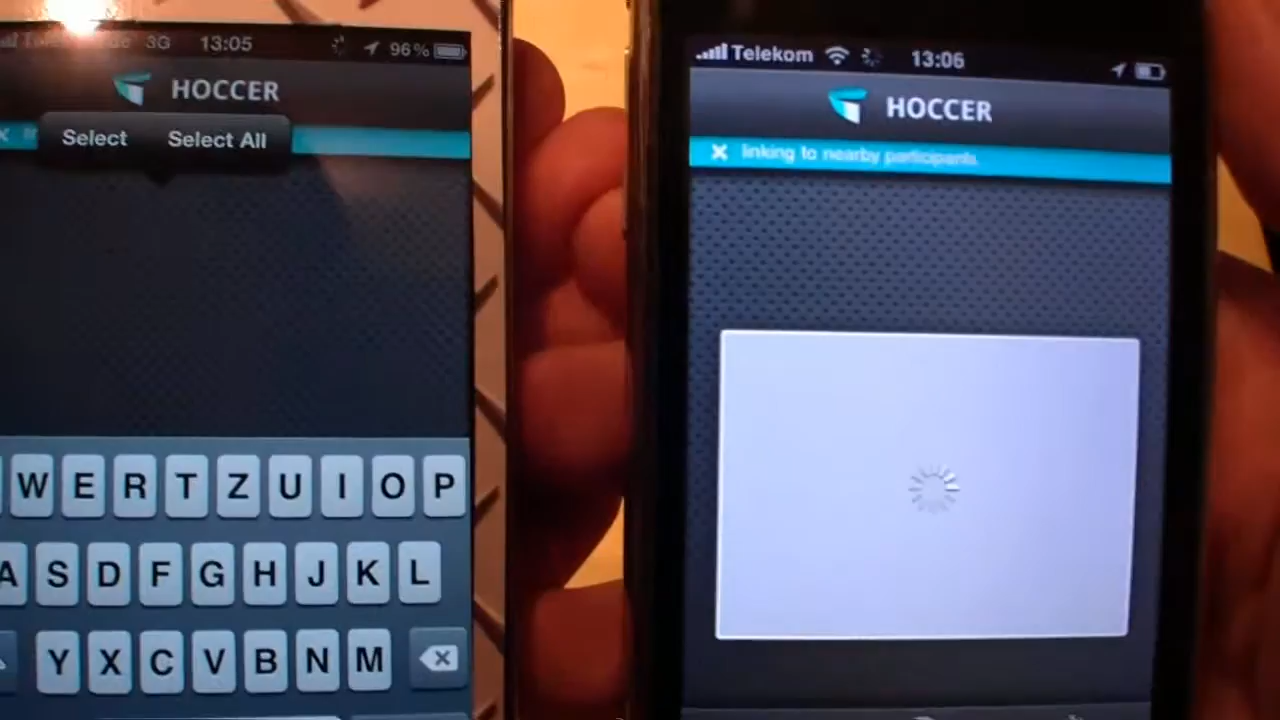 3G 13:05 96%
HOCCER
Select Select All
W E R T Z U I O P
A S D F G H J K L
Y X C V B N M
Telekom 13:06
HOCCER
linking to nearby participants.